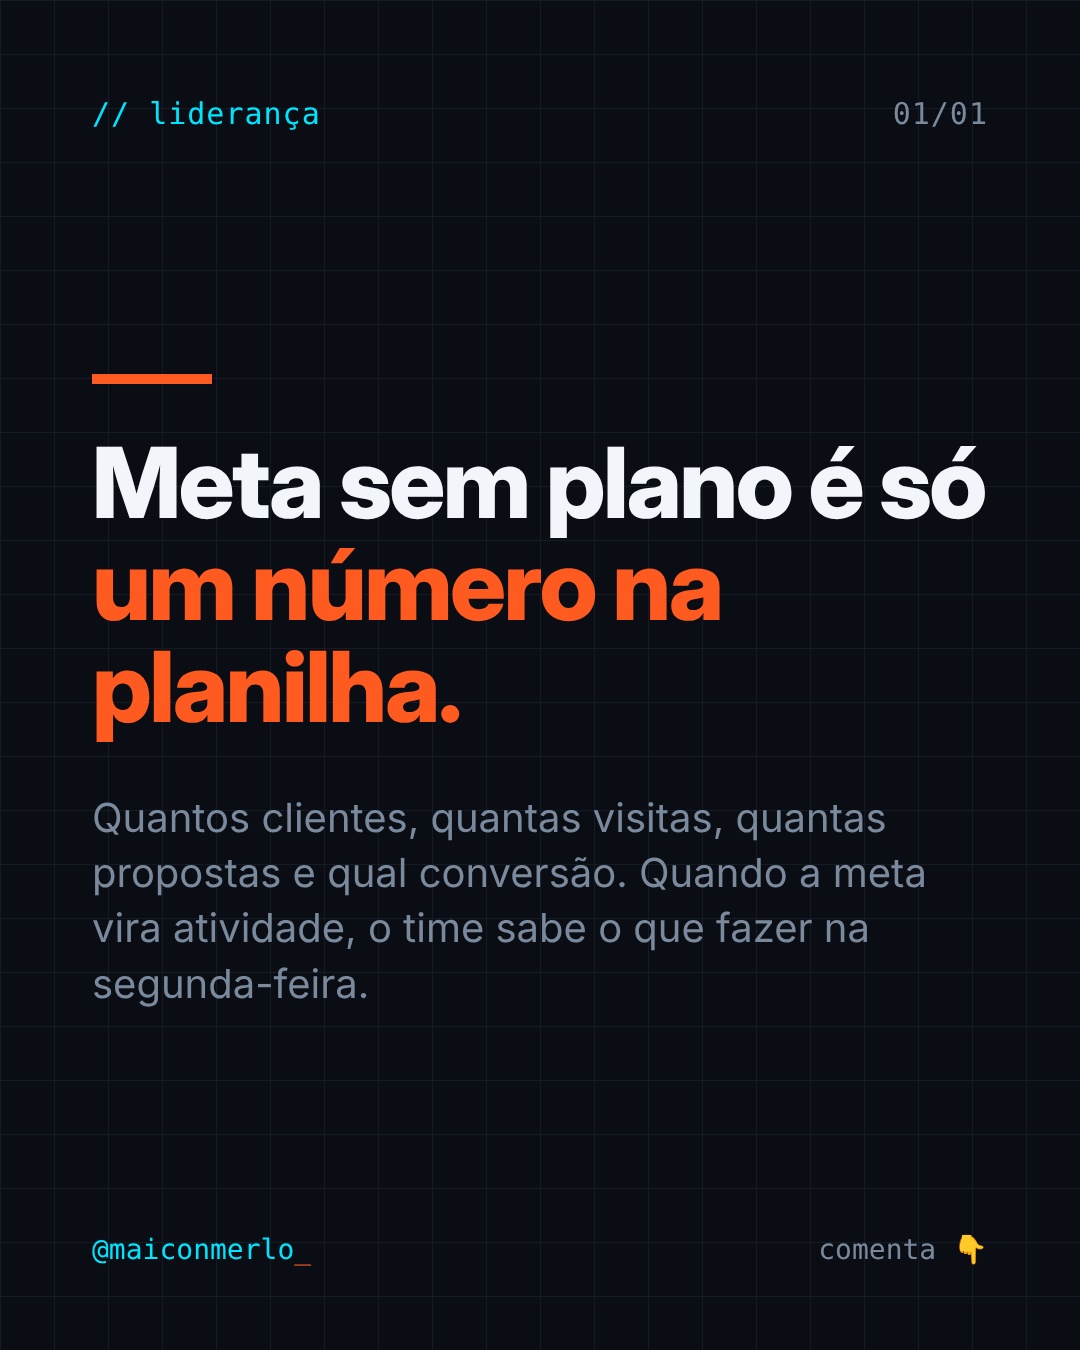 // liderança
01/01
Meta sem plano é só
um número na
planilha.
Quantos clientes, quantas visitas, quantas
propostas e qual conversão. Quando a meta
vira atividade, o time sabe o que fazer na
segunda-feira.
@maiconmerlo_
comenta 👇